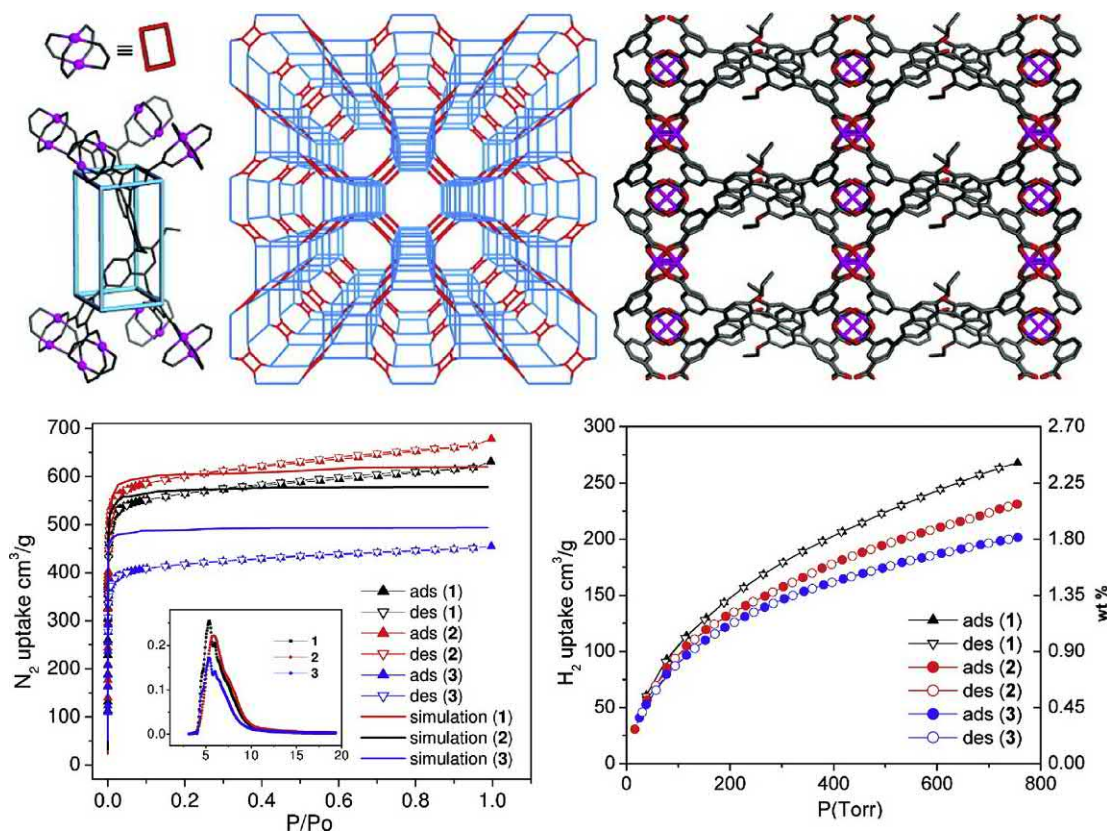 ≡
700
600
500
400
300
200
100
0
N₂ uptake cm³/g
0.0
0.2
0.4
0.6
0.8
1.0
P/Po
ads (1)
des (1)
ads (2)
des (2)
ads (3)
des (3)
simulation (1)
simulation (2)
simulation (3)
0.2
0.1
0.0
5
10
15
20
1
2
3
300
250
200
150
100
50
0
H₂ uptake cm³/g
0
200
400
600
800
P(Torr)
2.70
2.25
1.80
1.35
0.90
0.45
0.00
wt %
ads (1)
des (1)
ads (2)
des (2)
ads (3)
des (3)